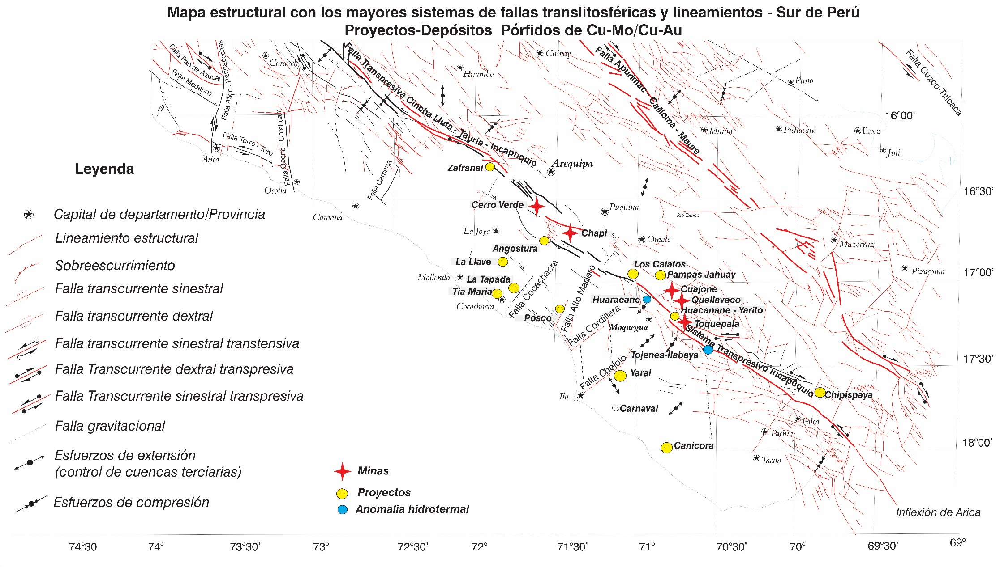 Mapa estructural con los mayores sistemas de fallas translitosféricas y lineamientos - Sur de Perú
Proyectos-Depósitos Pórfidos de Cu-Mo/Cu-Au
Falla Pan de Azucar
Falla Medanos
Falla Atico - Parinacochas
Caraveli
Falla Transpresiva Cincha Lluta - Tauria - Incapuquio
Huambo
Chivay
Falla Apurimac - Cailloma - Maure
Puno
Falla Cuzco-Titicaca
16°00’
Falla Torre - Toro
Falla Ocoña - Cotahuasi
Atico
Ocoña
Falla Camana
Camana
Ichuña
Pichacani
Ilave
Juli
Zafranal
Arequipa
16°30’
Cerro Verde
Puquina
Rio Tambo
La Joya
Chapi
Omate
Mazocruz
Angostura
La Llave
Los Calatos
Pampas Jahuay
Pizacoma
17°00’
Mollendo
La Tapada
Tia Maria
Cocachacra
Falla Cocachacra
Falla Alto Madero
Posco
Cuajone
Quellaveco
Huaracane
Huacanane - Yarito
Toquepala
Falla Cordillera
Moquegua
Sistema Transpresivo Incapuquio
Tojenes-Ilabaya
17°30’
Falla Chololo
Yaral
Ilo
Chipispaya
Carnaval
Palca
Pachia
Canicora
18°00’
Tacna
Inflexión de Arica
Leyenda
Capital de departamento/Provincia
Lineamiento estructural
Sobreescurrimiento
Falla transcurrente sinestral
Falla transcurrente dextral
Falla transcurrente sinestral transtensiva
Falla Transcurrente dextral transpresiva
Falla Transcurrente sinestral transpresiva
Falla gravitacional
Esfuerzos de extensión
(control de cuencas terciarias)
Esfuerzos de compresión
Minas
Proyectos
Anomalia hidrotermal
74°30
74°
73°30’
73°
72°30’
72°
71°30’
71°
70°30’
70°
69°30’
69°